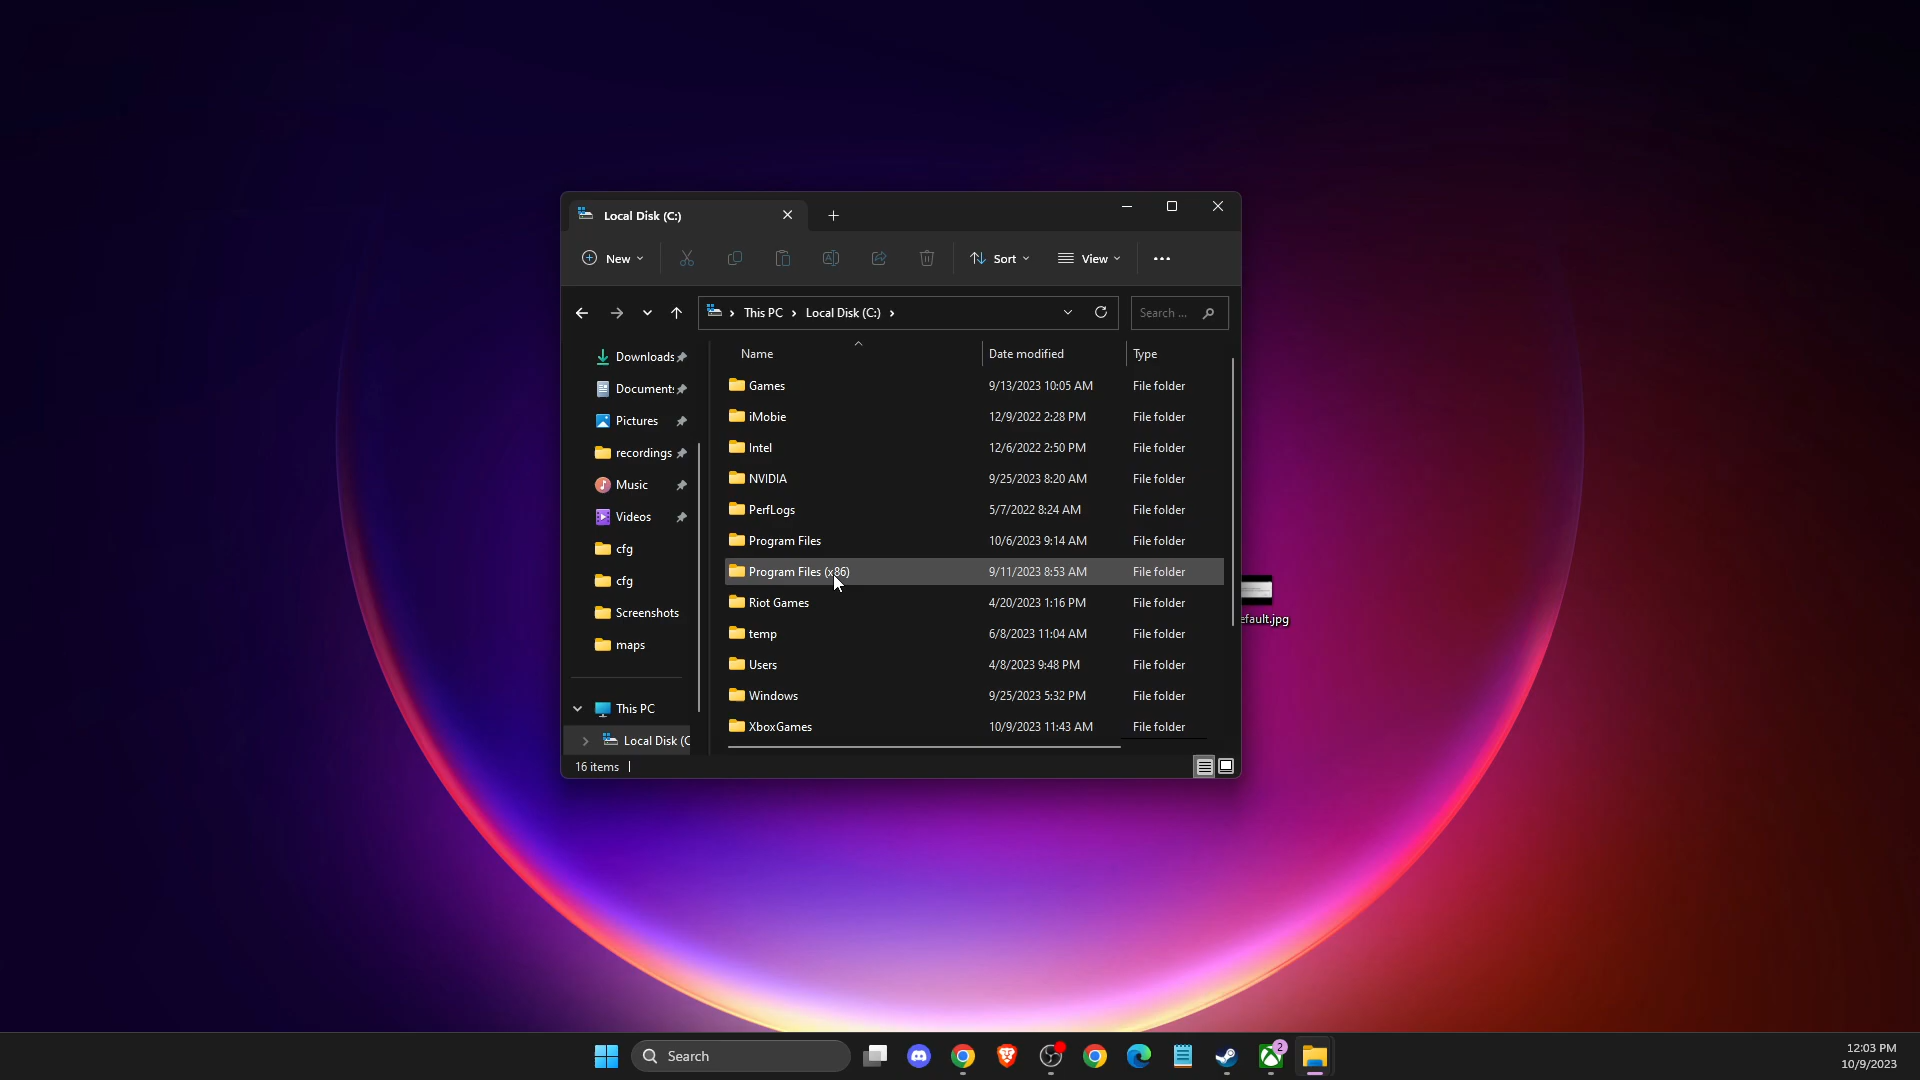 Local Disk (C:)
New
Sort
View
This PC
Local Disk (C:)
Search ...
Name
Date modified
Type
Downloads
Documents
Pictures
recordings
Music
Videos
cfg
cfg
Screenshots
maps
This PC
Local Disk (C
Games 9/13/2023 10:05 AM File folder
iMobie 12/9/2022 2:28 PM File folder
Intel 12/6/2022 2:50 PM File folder
NVIDIA 9/25/2023 8:20 AM File folder
PerfLogs 5/7/2022 8:24 AM File folder
Program Files 10/6/2023 9:14 AM File folder
Program Files (x86) 9/11/2023 8:53 AM File folder
Riot Games 4/20/2023 1:16 PM File folder
temp 6/8/2023 11:04 AM File folder
Users 4/8/2023 9:48 PM File folder
Windows 9/25/2023 5:32 PM File folder
XboxGames 10/9/2023 11:43 AM File folder
16 items
efault.jpg
Search
2
12:03 PM
10/9/2023